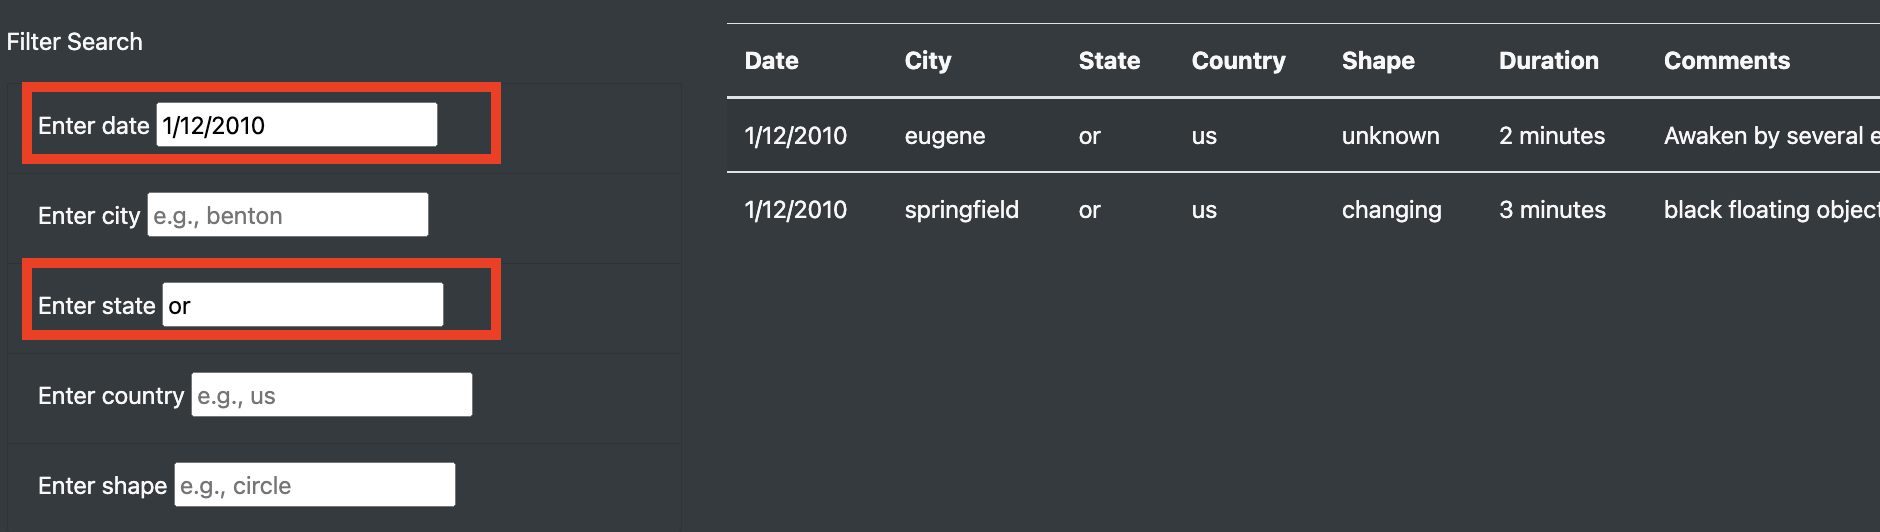 Filter Search
Enter date 1/12/2010
Enter city e.g., benton
Enter state or
Enter country e.g., us
Enter shape e.g., circle
Date City State Country Shape Duration Comments
1/12/2010 eugene or us unknown 2 minutes Awaken by several e
1/12/2010 springfield or us changing 3 minutes black floating object